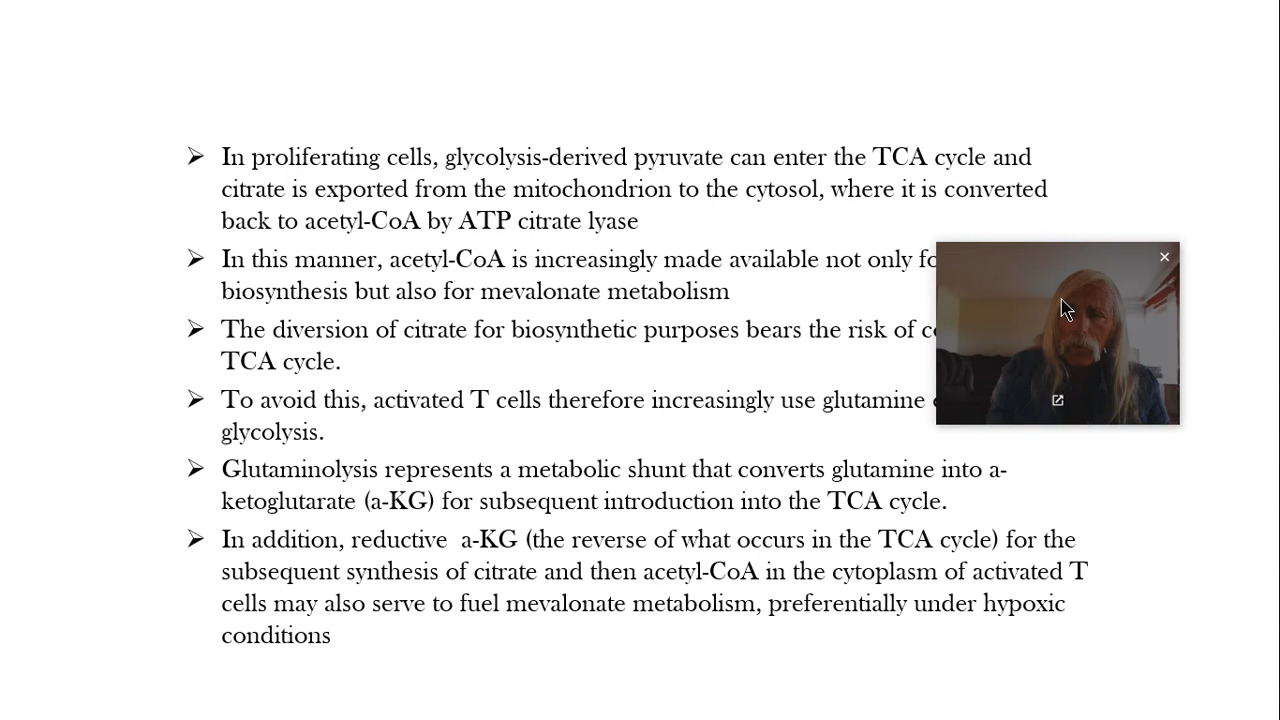 In proliferating cells, glycolysis-derived pyruvate can enter the TCA cycle and
citrate is exported from the mitochondrion to the cytosol, where it is converted
back to acetyl-CoA by ATP citrate lyase
In this manner, acetyl-CoA is increasingly made available not only
biosynthesis but also for mevalonate metabolism
The diversion of citrate for biosynthetic purposes bears the risk of
TCA cycle.
To avoid this, activated T cells therefore increasingly use glutamine
glycolysis.
Glutaminolysis represents a metabolic shunt that converts glutamine into a-
ketoglutarate (a-KG) for subsequent introduction into the TCA cycle.
In addition, reductive a-KG (the reverse of what occurs in the TCA cycle) for the
subsequent synthesis of citrate and then acetyl-CoA in the cytoplasm of activated T
cells may also serve to fuel mevalonate metabolism, preferentially under hypoxic
conditions